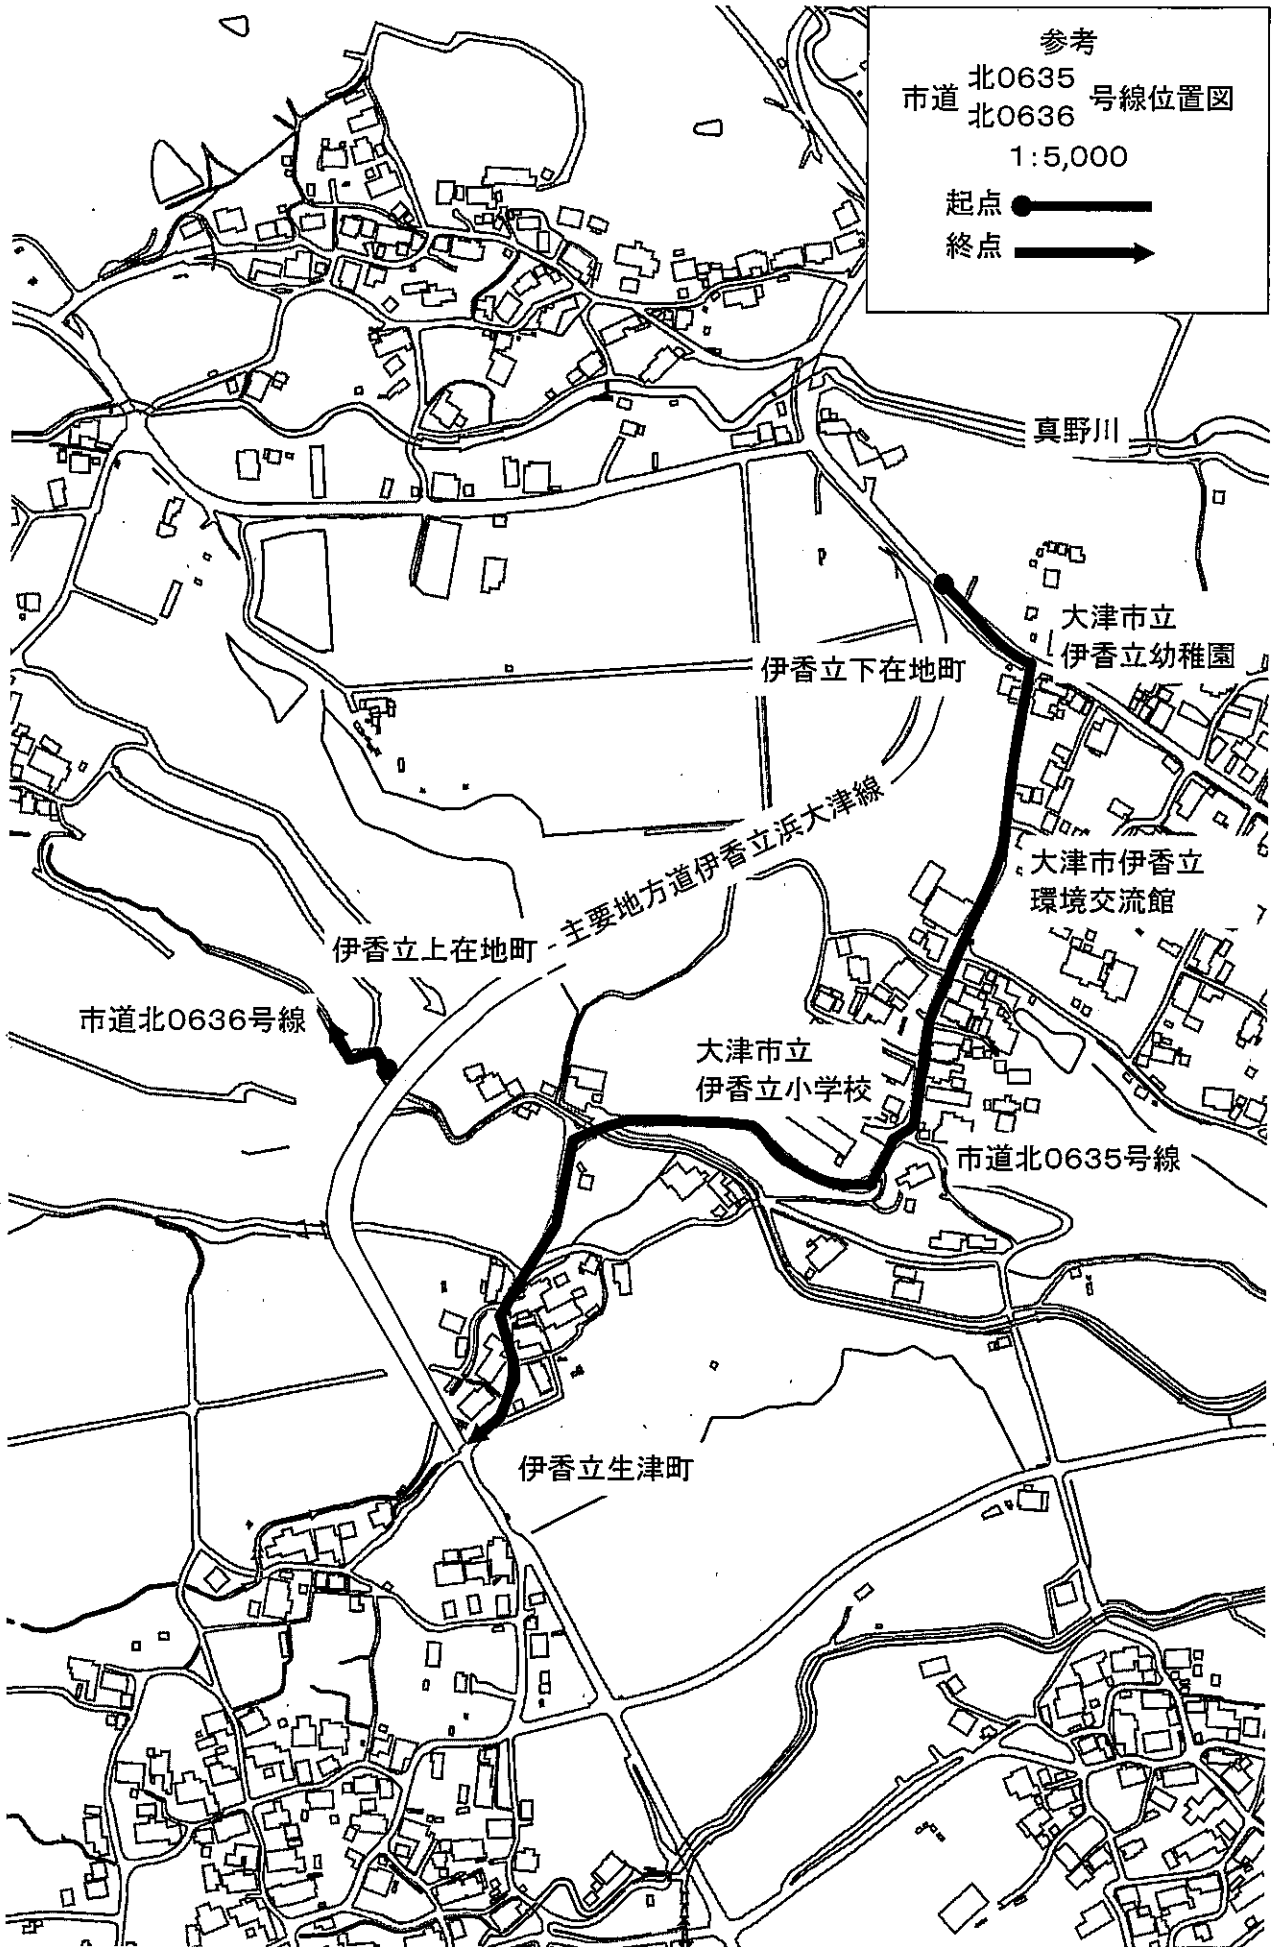 参考
市道 北0635 号線位置図
北0636
1:5,000
起点
終点
真野川
大津市立
伊香立幼稚園
伊香立下在地町
主要地方道伊香立浜大津線
大津市伊香立
環境交流館
伊香立上在地町
市道北0636号線
大津市立
伊香立小学校
市道北0635号線
伊香立生津町